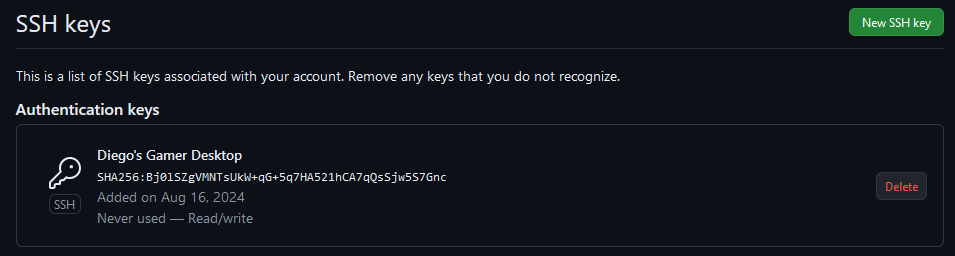 SSH keys
New SSH key
This is a list of SSH keys associated with your account. Remove any keys that you do not recognize.
Authentication keys
Diego's Gamer Desktop
SHA256:Bj0lSZgVMNTsUkW+qG+5q7HA521hCA7qQsSjw5S7Gnc
SSH
Added on Aug 16, 2024
Never used — Read/write
Delete